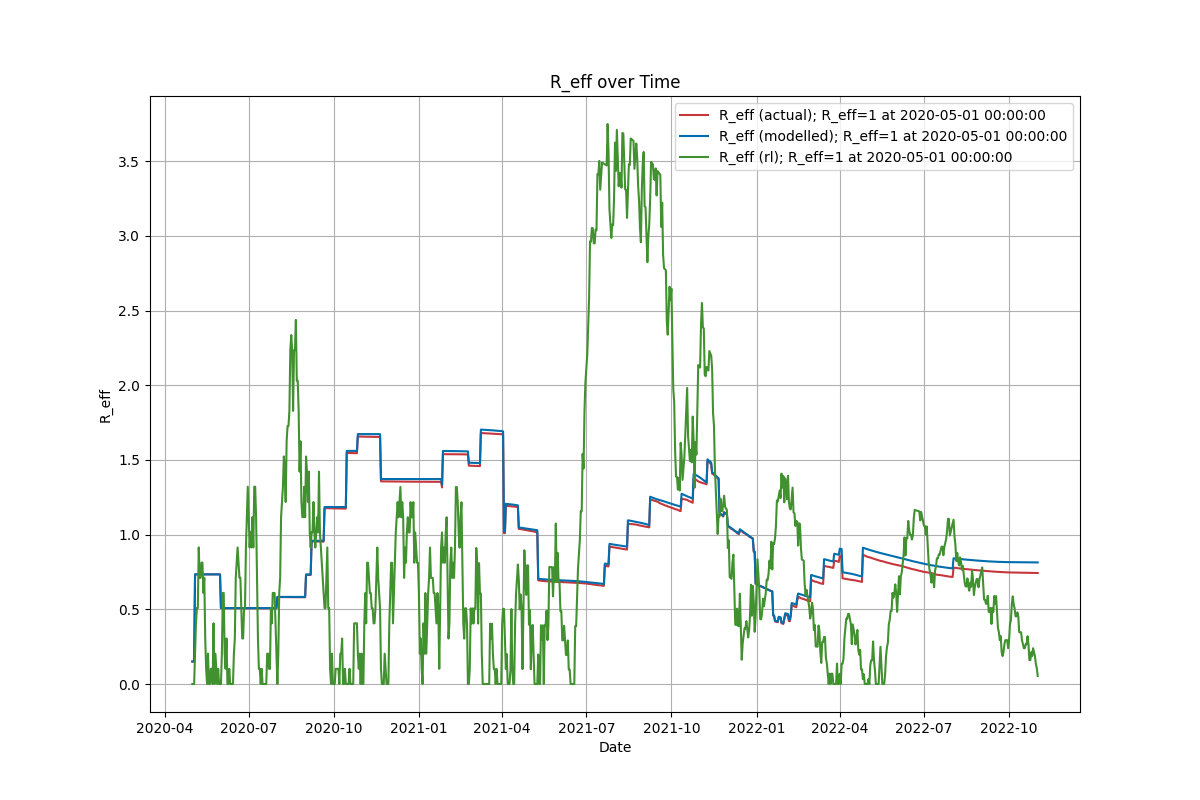 R_eff over Time
R_eff (actual); R_eff=1 at 2020-05-01 00:00:00
R_eff (modelled); R_eff=1 at 2020-05-01 00:00:00
R_eff (rl); R_eff=1 at 2020-05-01 00:00:00
R_eff
3.5
3.0
2.5
2.0
1.5
1.0
0.5
0.0
2020-04 2020-07 2020-10 2021-01 2021-04 2021-07 2021-10 2022-01 2022-04 2022-07 2022-10
Date